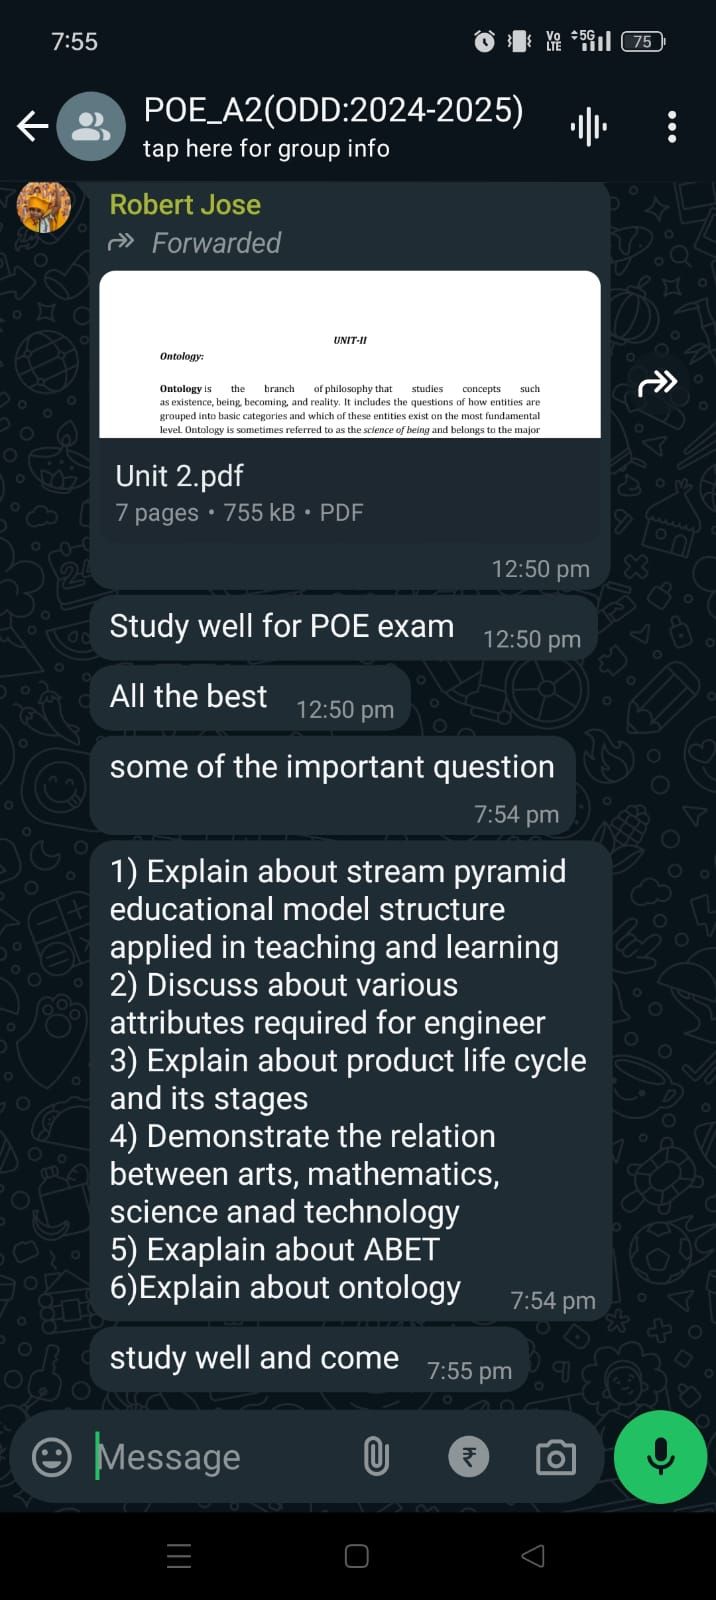 7:55
Vo LTE 5G 75
POE_A2(ODD:2024-2025)
tap here for group info
Robert Jose
Forwarded
UNIT-II
Ontology:
Ontology is the branch of philosophy that studies concepts such
as existence, being, becoming, and reality. It includes the questions of how entities are
grouped into basic categories and which of these entities exist on the most fundamental
level. Ontology is sometimes referred to as the science of being and belongs to the major
Unit 2.pdf
7 pages • 755 kB • PDF
12:50 pm
Study well for POE exam 12:50 pm
All the best 12:50 pm
some of the important question
7:54 pm
1) Explain about stream pyramid
educational model structure
applied in teaching and learning
2) Discuss about various
attributes required for engineer
3) Explain about product life cycle
and its stages
4) Demonstrate the relation
between arts, mathematics,
science anad technology
5) Exaplain about ABET
6)Explain about ontology 7:54 pm
study well and come 7:55 pm
Message ₹